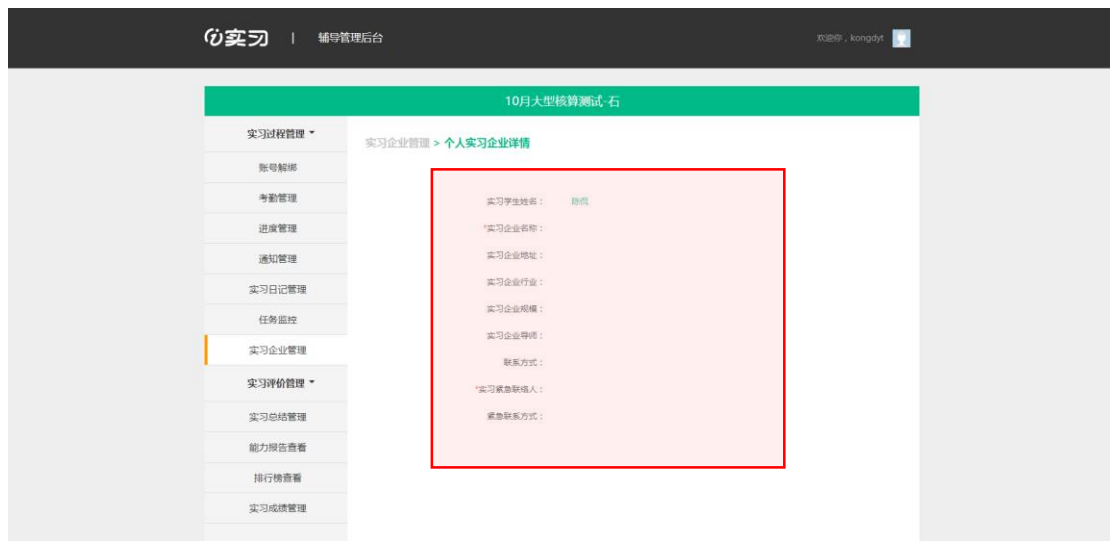 实习 | 辅导管理后台
欢迎你，kongdyt
10月大型核算测试-石
实习过程管理
账号解绑
考勤管理
进度管理
通知管理
实习日记管理
任务监控
实习企业管理
实习评价管理
实习总结管理
能力报告查看
排行榜查看
实习成绩管理
实习企业管理 > 个人实习企业详情
实习学生姓名：
*实习企业名称：
实习企业地址：
实习企业行业：
实习企业规模：
实习企业导师：
联系方式：
*实习紧急联络人：
紧急联系方式：